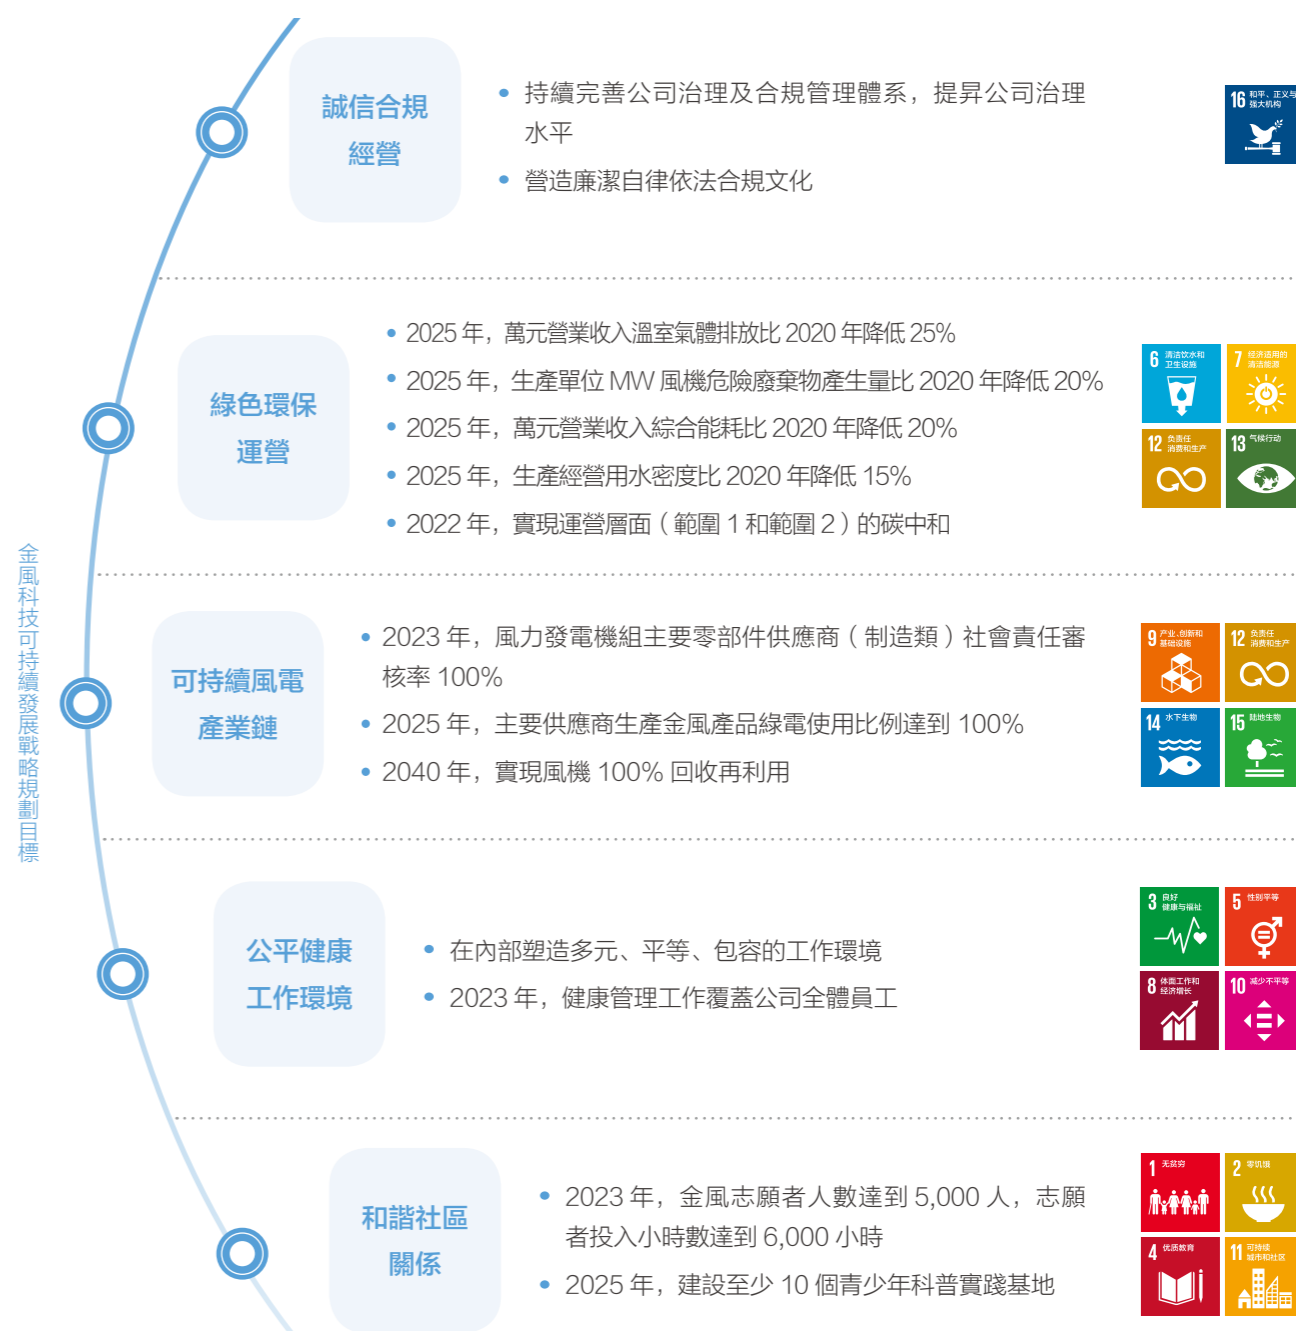 金風科技可持續發展戰略規劃目標
誠信合規
經營
• 持續完善公司治理及合規管理體系，提昇公司治理
水平
• 營造廉潔自律依法合規文化
16 和平、正义与
强大机构
綠色環保
運營
• 2025 年，萬元營業收入溫室氣體排放比 2020 年降低 25%
• 2025 年，生產單位 MW 風機危險廢棄物產生量比 2020 年降低 20%
• 2025 年，萬元營業收入綜合能耗比 2020 年降低 20%
• 2025 年，生產經營用水密度比 2020 年降低 15%
• 2022 年，實現運營層面（範圍 1 和範圍 2）的碳中和
6 清洁饮水和
卫生设施
7 经济适用的
清洁能源
12 负责任
消费和生产
13 气候行动
可持續風電
產業鏈
• 2023 年，風力發電機組主要零部件供應商（制造類）社會責任審
核率 100%
• 2025 年，主要供應商生產金風產品綠電使用比例達到 100%
• 2040 年，實現風機 100% 回收再利用
9 产业、创新和
基础设施
12 负责任
消费和生产
14 水下生物
15 陆地生物
公平健康
工作環境
• 在內部塑造多元、平等、包容的工作環境
• 2023 年，健康管理工作覆蓋公司全體員工
3 良好
健康与福祉
5 性别平等
8 体面工作和
经济增长
10 减少不平等
和諧社區
關係
• 2023 年，金風志願者人數達到 5,000 人，志願
者投入小時數達到 6,000 小時
• 2025 年，建設至少 10 個青少年科普實踐基地
1 无贫穷
2 零饥饿
4 优质教育
11 可持续
城市和社区